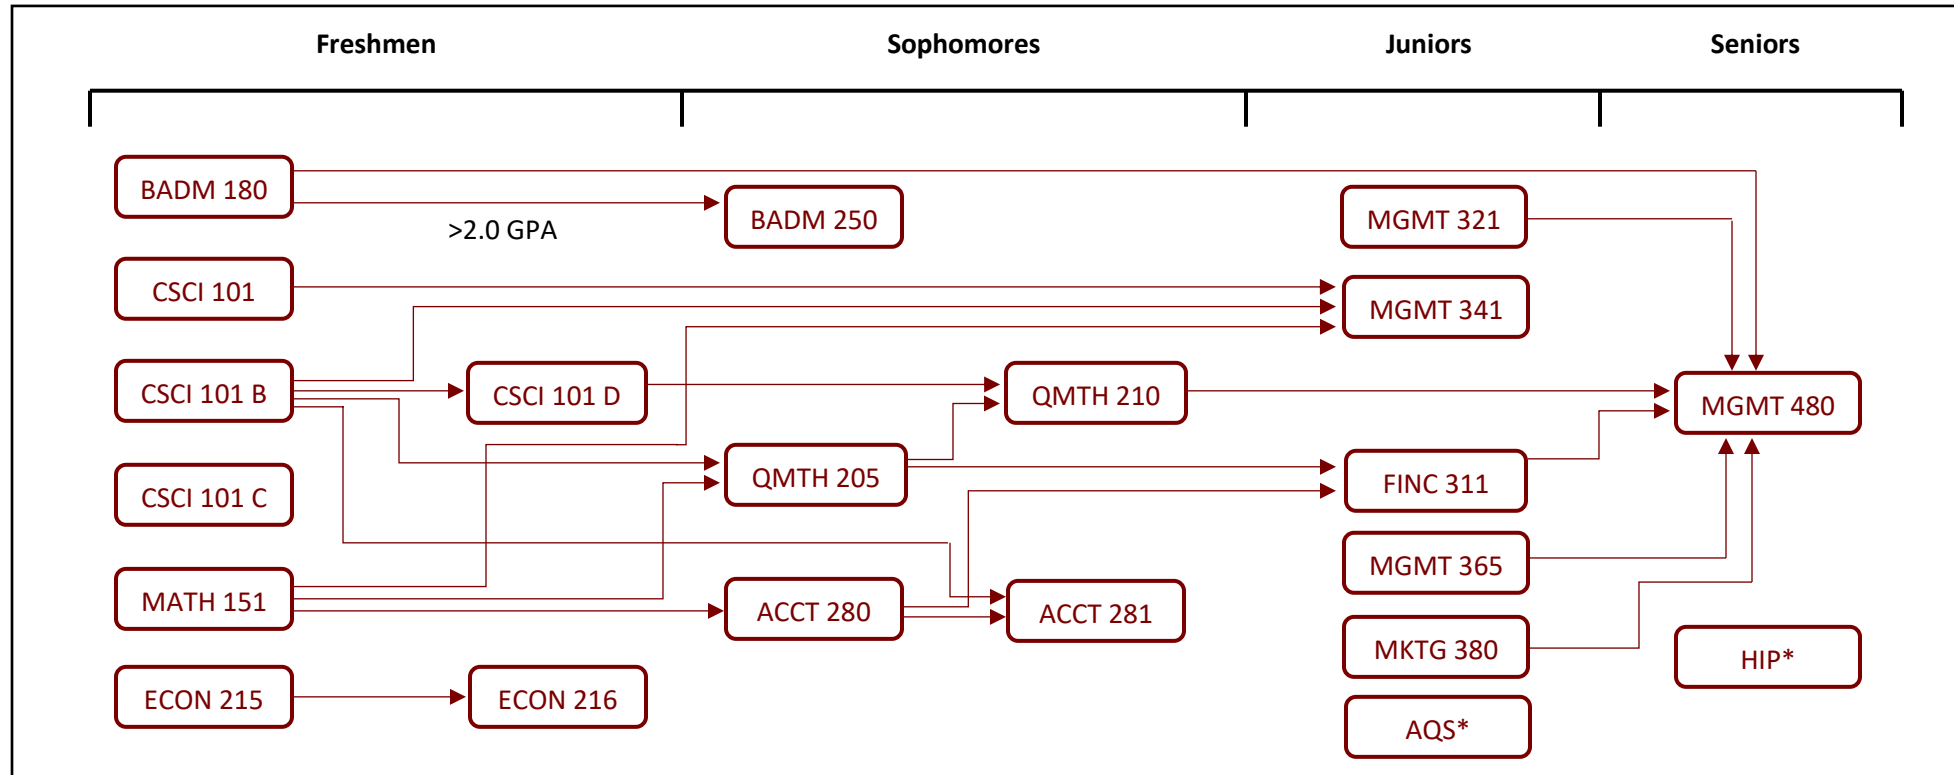 Freshmen Sophomores Juniors Seniors
BADM 180
>2.0 GPA
BADM 250
MGMT 321
CSCI 101
MGMT 341
CSCI 101 B
CSCI 101 D
QMTH 210
MGMT 480
CSCI 101 C
QMTH 205
FINC 311
MGMT 365
MATH 151
ACCT 280
ACCT 281
MKTG 380
HIP*
ECON 215
ECON 216
AQS*